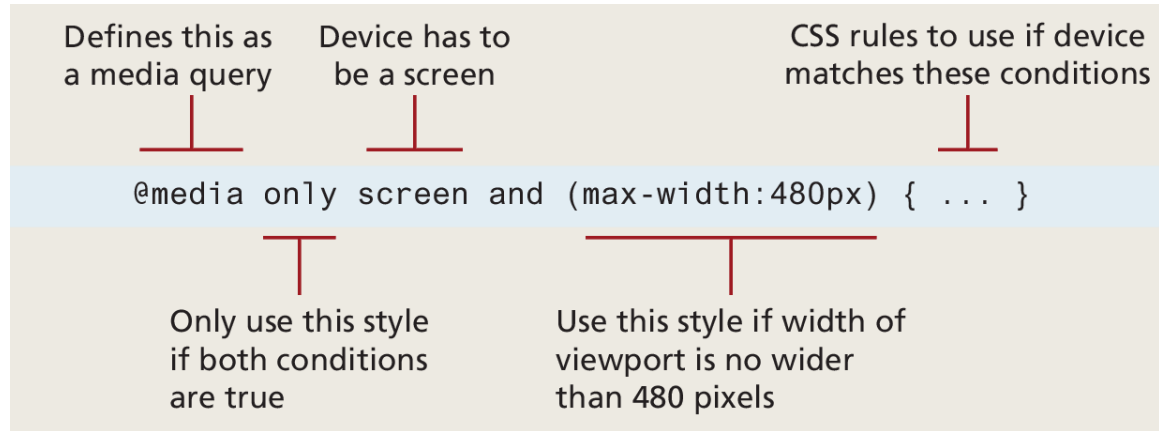 Defines this as
a media query
Device has to
be a screen
CSS rules to use if device
matches these conditions
@media only screen and (max-width:480px) { ... }
Only use this style
if both conditions
are true
Use this style if width of
viewport is no wider
than 480 pixels